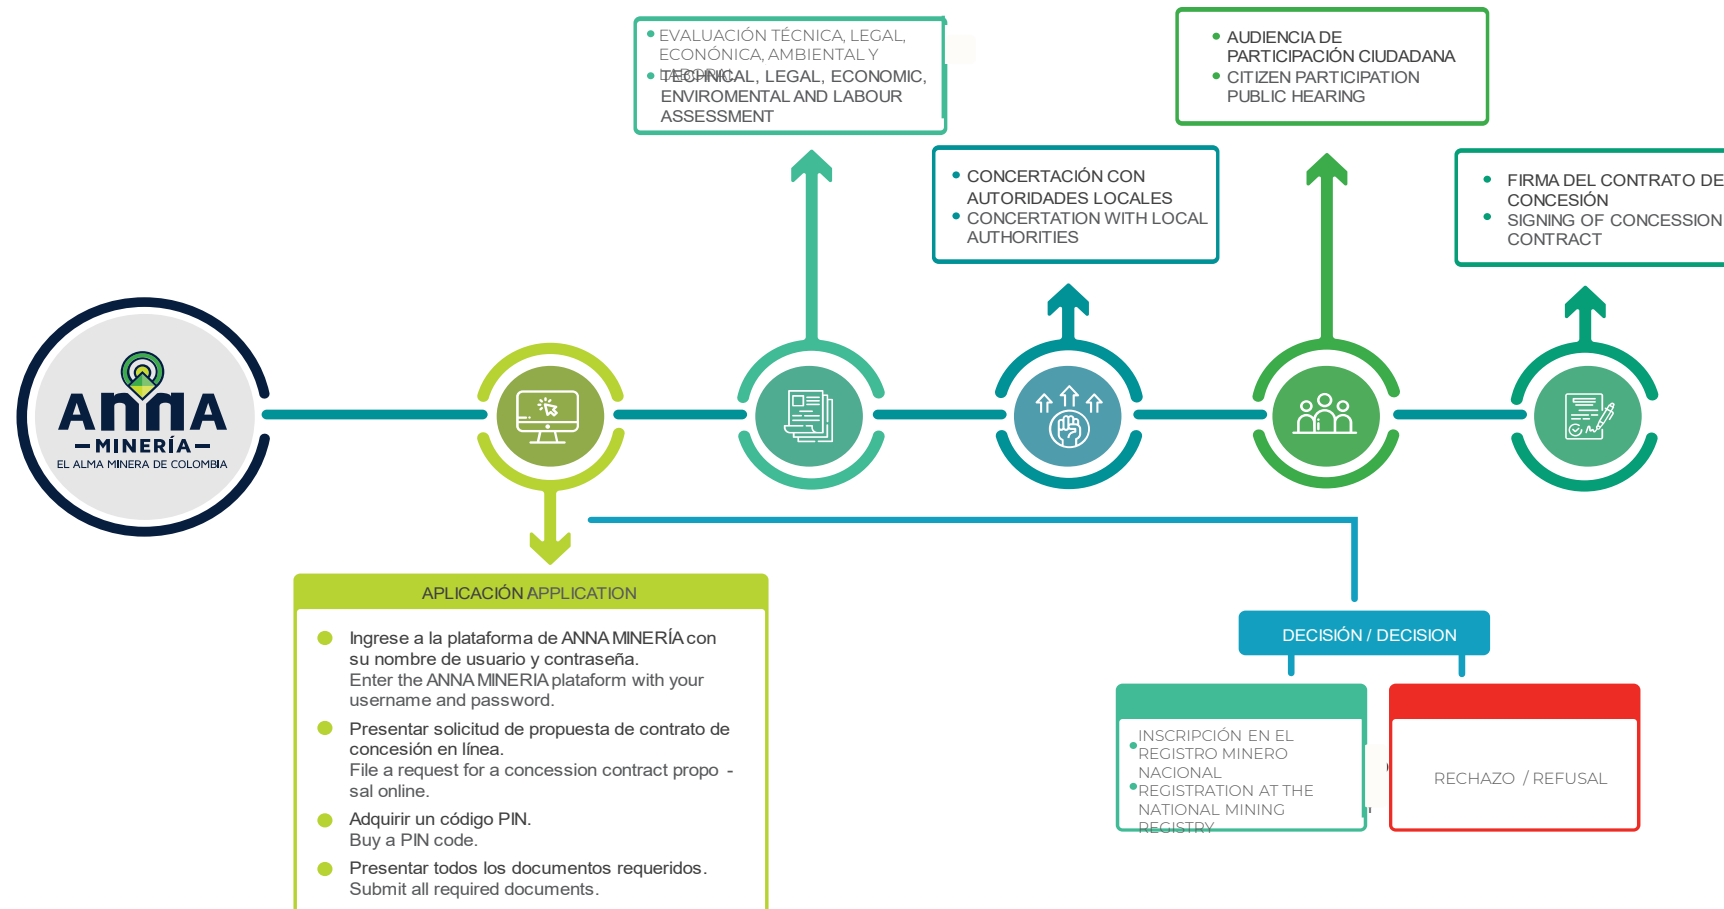 EVALUACIÓN TÉCNICA, LEGAL,
ECONÓNICA, AMBIENTAL Y
LABORAL
TECHNICAL, LEGAL, ECONOMIC,
ENVIROMENTAL AND LABOUR
ASSESSMENT
AUDIENCIA DE
PARTICIPACIÓN CIUDADANA
CITIZEN PARTICIPATION
PUBLIC HEARING
CONCERTACIÓN CON
AUTORIDADES LOCALES
CONCERTATION WITH LOCAL
AUTHORITIES
FIRMA DEL CONTRATO DE
CONCESIÓN
SIGNING OF CONCESSION
CONTRACT
ANNA
MINERÍA
EL ALMA MINERA DE COLOMBIA
APLICACIÓN APPLICATION
Ingrese a la plataforma de ANNA MINERÍA con
su nombre de usuario y contraseña.
Enter the ANNA MINERIA plataform with your
username and password.
Presentar solicitud de propuesta de contrato de
concesión en línea.
File a request for a concession contract propo -
sal online.
Adquirir un código PIN.
Buy a PIN code.
Presentar todos los documentos requeridos.
Submit all required documents.
DECISIÓN / DECISION
INSCRIPCIÓN EN EL
REGISTRO MINERO
NACIONAL
REGISTRATION AT THE
NATIONAL MINING
REGISTRY
RECHAZO / REFUSAL